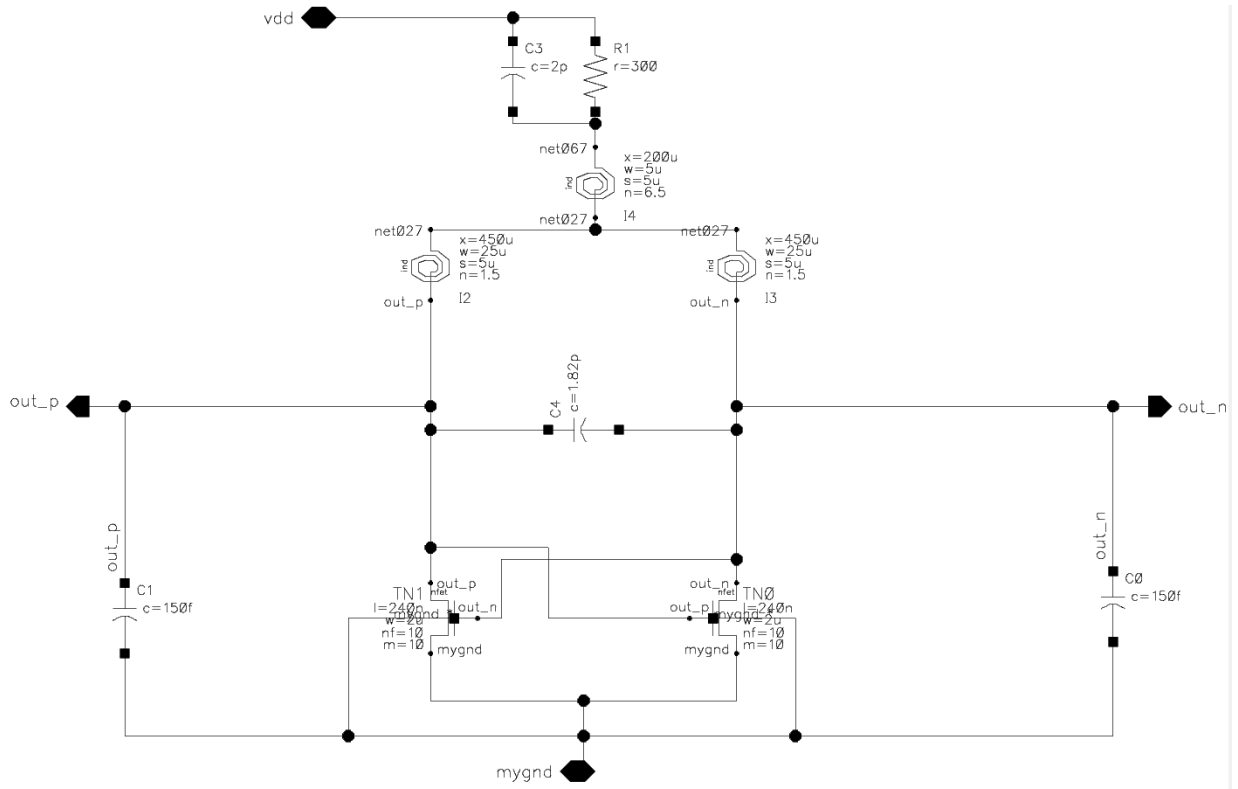 vdd
C3
c=2p
R1
r=300
net067
x=200u
w=5u
s=5u
n=6.5
ind
net027
I4
net027
x=450u
w=25u
s=5u
n=1.5
ind
out_p
I2
net027
x=450u
w=25u
s=5u
n=1.5
ind
out_n
I3
out_p
C4
c=1.82p
out_n
out_p
C1
c=150f
out_n
C0
c=150f
out_p
TN1
nfet
l=240n
mygnd
out_n
w=2u
nf=10
m=10
mygnd
out_n
TN0
nfet
out_p
l=240n
mygnd
w=2u
nf=10
m=10
mygnd
mygnd